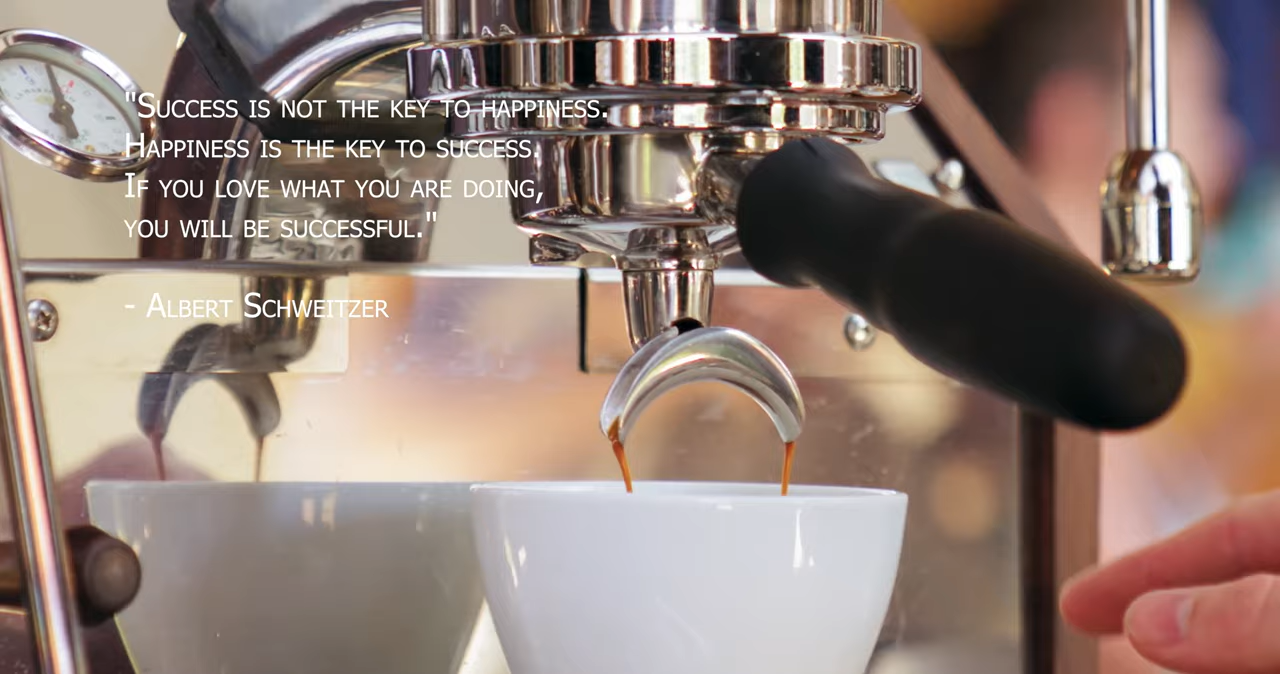 "Success is not the key to happiness.
Happiness is the key to success.
If you love what you are doing,
you will be successful."
- Albert Schweitzer